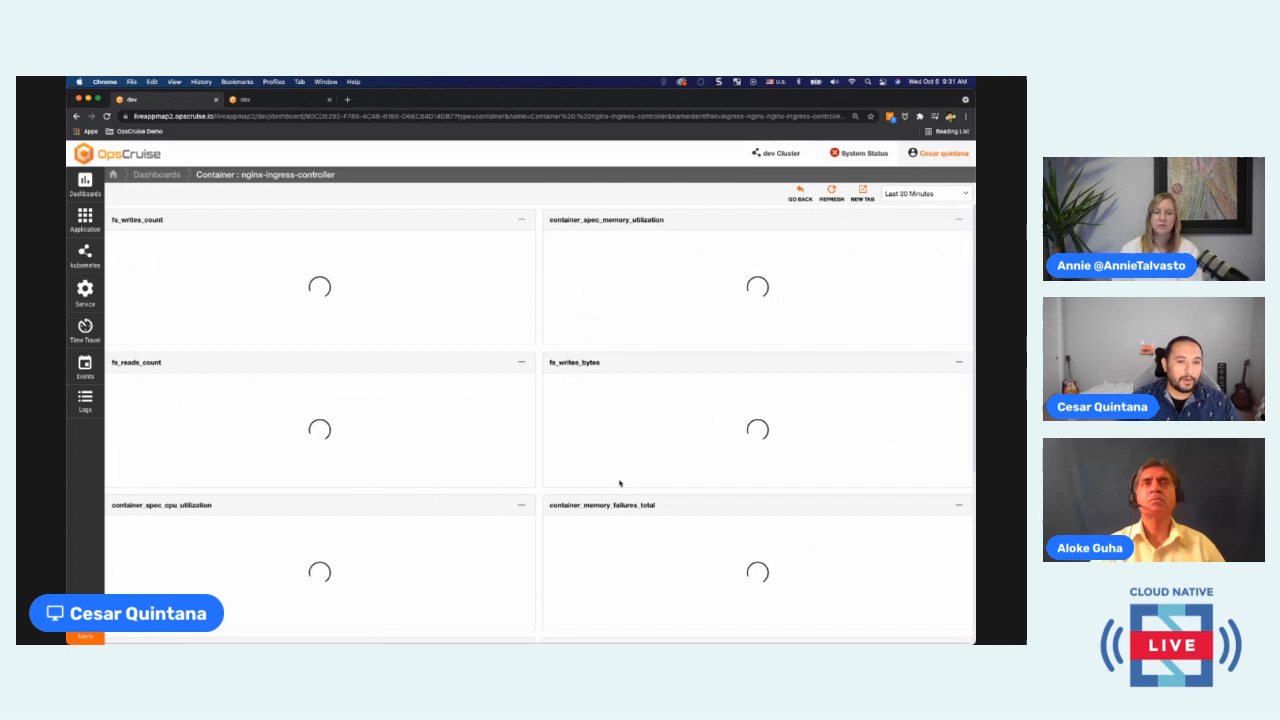 Chrome File Edit View History Bookmarks Profiles Tab Window Help
U.S. Wed Oct 6 9:31 AM
dev
dev
Apps OpsCruise Demo
Reading List
OpsCruise
dev Cluster System Status Cesar quintana
Dashboards Container : nginx-ingress-controller
GO BACK REFRESH NEW TAB Last 30 Minutes
Dashboards
Application
kubernetes
Service
Time Travel
Events
Logs
Alerts
fs_writes_count
container_spec_memory_utilization
fs_reads_count
fs_writes_bytes
container_spec_cpu_utilization
container_memory_failures_total
Cesar Quintana
Annie @AnnieTalvasto
Cesar Quintana
Aloke Guha
CLOUD NATIVE
LIVE